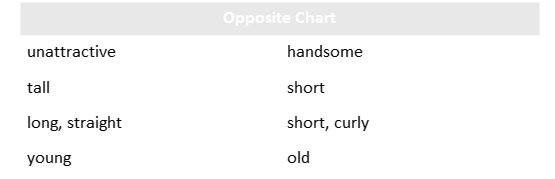 Opposite Chart
unattractive handsome
tall short
long, straight short, curly
young old